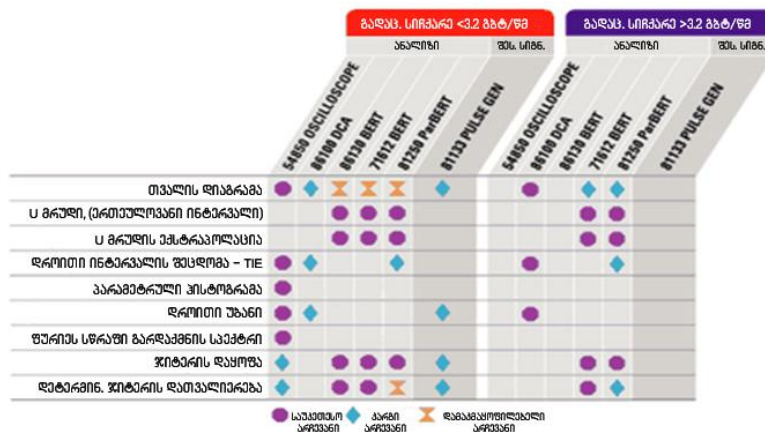 ᲒᲐᲓᲐᲪ. ᲡᲘᲩᲥᲐᲠᲔ <3.2 ᲒᲑᲢ/ᲬᲛ
ᲒᲐᲓᲐᲪ. ᲡᲘᲩᲥᲐᲠᲔ >3.2 ᲒᲑᲢ/ᲬᲛ
ᲐᲜᲐᲚᲘᲖᲘ
ᲨᲔᲡ. ᲡᲘᲒᲜ.
ᲐᲜᲐᲚᲘᲖᲘ
ᲨᲔᲡ. ᲡᲘᲒᲜ.
54850 OSCILLOSCOPE
86100 DCA
86130 BERT
71612 BERT
81250 ParBERT
81133 PULSE GEN
54850 OSCILLOSCOPE
86100 DCA
86130 BERT
71612 BERT
81250 ParBERT
81133 PULSE GEN
ᲗᲕᲐᲚᲘᲡ ᲓᲘᲐᲒᲠᲐᲛᲐ
U ᲛᲠᲣᲓᲘ, (ᲔᲠᲗᲔᲣᲚᲝᲕᲐᲜᲘ ᲘᲜᲢᲔᲠᲕᲐᲚᲘ)
U ᲛᲠᲣᲓᲘᲡ ᲔᲥᲡᲢᲠᲐᲞᲝᲚᲐᲪᲘᲐ
ᲓᲠᲝᲘᲗᲘ ᲘᲜᲢᲔᲠᲕᲐᲚᲘᲡ ᲨᲔᲪᲓᲝᲛᲐ – TIE
ᲞᲐᲠᲐᲛᲔᲢᲠᲣᲚᲘ ᲰᲘᲡᲢᲝᲒᲠᲐᲛᲐ
ᲓᲠᲝᲘᲗᲘ ᲣᲑᲐᲜᲘ
ᲤᲣᲠᲘᲔᲡ ᲡᲬᲠᲐᲤᲘ ᲒᲐᲠᲓᲐᲥᲛᲜᲘᲡ ᲡᲞᲔᲥᲢᲠᲘ
ᲯᲘᲢᲔᲠᲘᲡ ᲓᲐᲧᲝᲤᲐ
ᲓᲔᲢᲔᲠᲛᲘᲜ. ᲯᲘᲢᲔᲠᲘᲡ ᲓᲐᲗᲕᲐᲚᲘᲔᲠᲔᲑᲐ
ᲡᲐᲣᲙᲔᲗᲔᲡᲝ ᲐᲠᲩᲔᲕᲐᲜᲘ
ᲙᲐᲠᲒᲘ ᲐᲠᲩᲔᲕᲐᲜᲘ
ᲓᲐᲛᲐᲙᲛᲐᲧᲝᲤᲘᲚᲔᲑᲔᲚᲘ ᲐᲠᲩᲔᲕᲐᲜᲘ